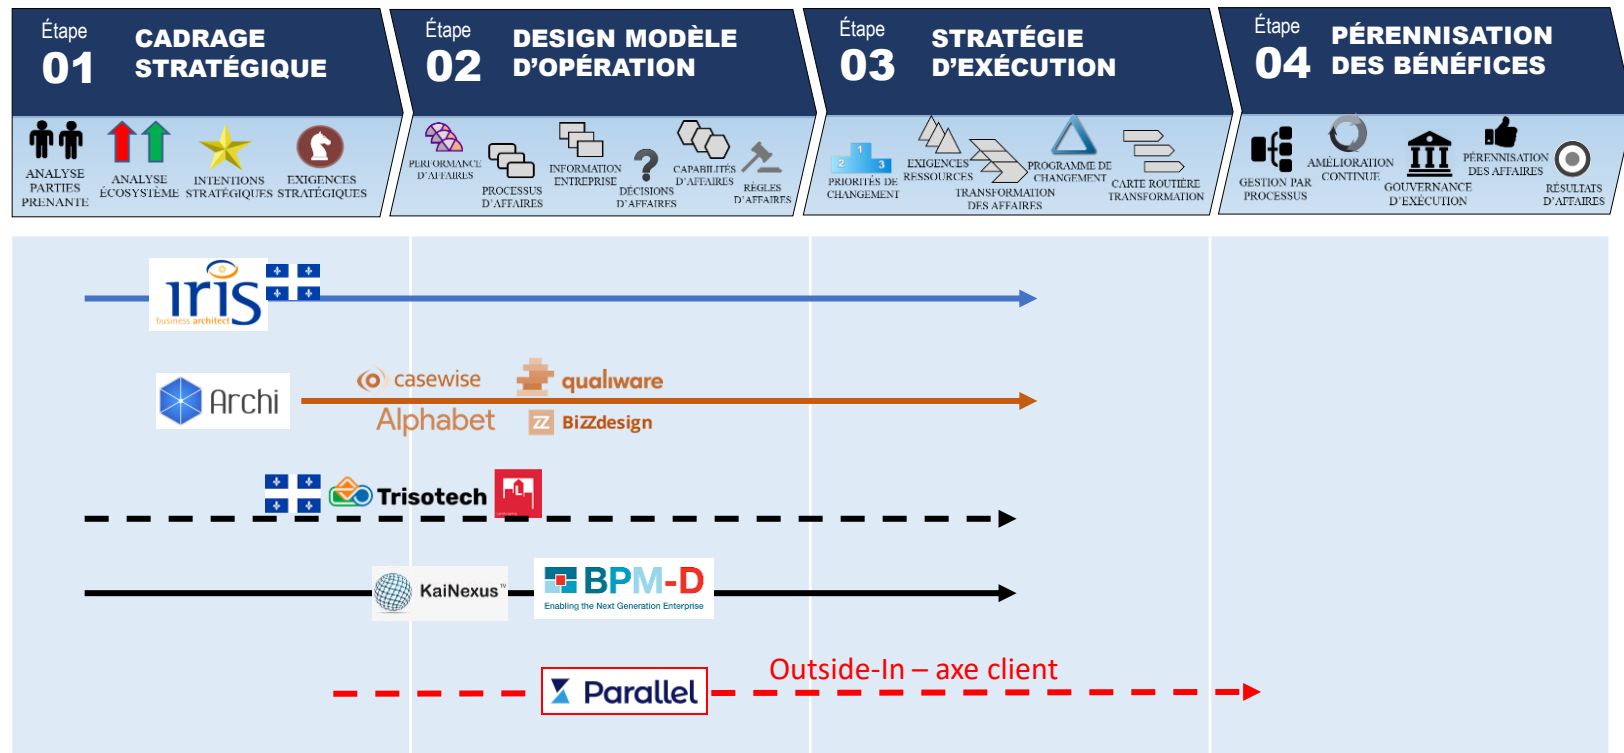 Étape
01
CADRAGE
STRATÉGIQUE
Étape
02
DESIGN MODÈLE
D'OPÉRATION
Étape
03
STRATÉGIE
D'EXÉCUTION
Étape
04
PÉRENNISATION
DES BÉNÉFICES
ANALYSE
PARTIES
PRENANTE
ANALYSE
ÉCOSYSTÈME
INTENTIONS
STRATÉGIQUES
EXIGENCES
STRATÉGIQUES
PERFORMANCE
D'AFFAIRES
PROCESSUS
D'AFFAIRES
INFORMATION
ENTREPRISE
?
DÉCISIONS
D'AFFAIRES
CAPABILITÉS
D'AFFAIRES
RÈGLES
D'AFFAIRES
1
2
3
PRIORITÉS DE
CHANGEMENT
EXIGENCES
RESSOURCES
TRANSFORMATION
DES AFFAIRES
PROGRAMME DE
CHANGEMENT
CARTE ROUTIÈRE
TRANSFORMATION
GESTION PAR
PROCESSUS
AMÉLIORATION
CONTINUE
GOUVERNANCE
D'EXÉCUTION
PÉRENNISATION
DES AFFAIRES
RÉSULTATS
D'AFFAIRES
iris
business architect
Archi
casewise
qualiware
Alphabet
ZZ
BiZZdesign
Trisotech
L
KaiNexus
BPM-D
Enabling the Next Generation Enterprise
Outside-In – axe client
Parallel